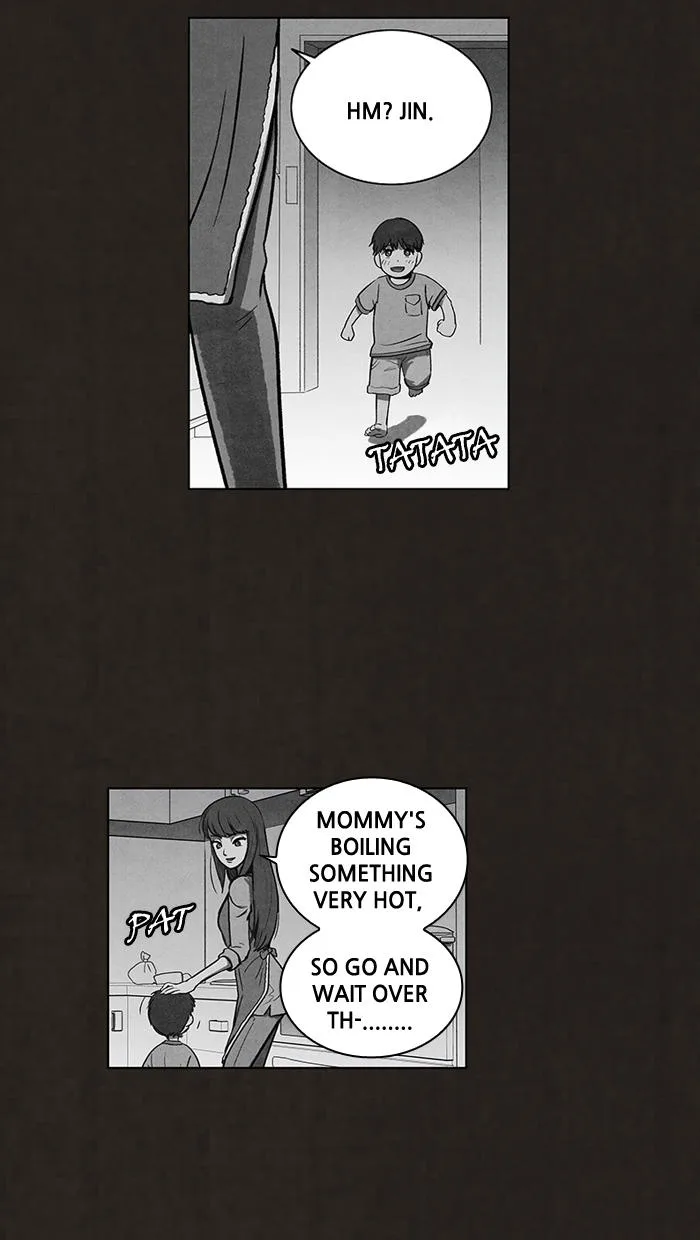 HM? JIN.
TATATA
MOMMY'S
BOILING
SOMETHING
VERY HOT,
PAT
SO GO AND
WAIT OVER
TH-........